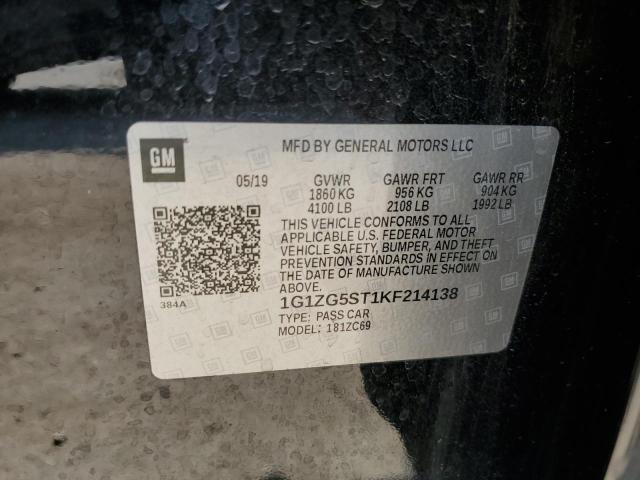 GM
MFD BY GENERAL MOTORS LLC
05/19 GVWR GAWR FRT GAWR RR
1860 KG 956 KG 904 KG
4100 LB 2108 LB 1992 LB
THIS VEHICLE CONFORMS TO ALL
APPLICABLE U.S. FEDERAL MOTOR
VEHICLE SAFETY, BUMPER, AND THEFT
PREVENTION STANDARDS IN EFFECT ON
THE DATE OF MANUFACTURE SHOWN
ABOVE.
384A
1G1ZG5ST1KF214138
TYPE: PASS CAR
MODEL: 181ZC69